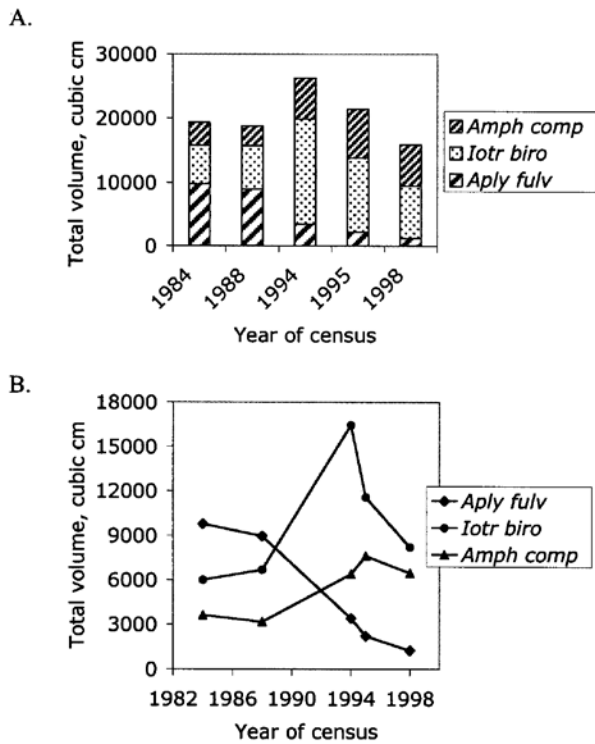 A.
Total volume, cubic cm
30000
20000
10000
0
1984
1988
1994
1995
1998
Year of census
Amph comp
Iotr biro
Aply fulv
B.
Total volume, cubic cm
18000
15000
12000
9000
6000
3000
0
1982 1986 1990 1994 1998
Year of census
Aply fulv
Iotr biro
Amph comp